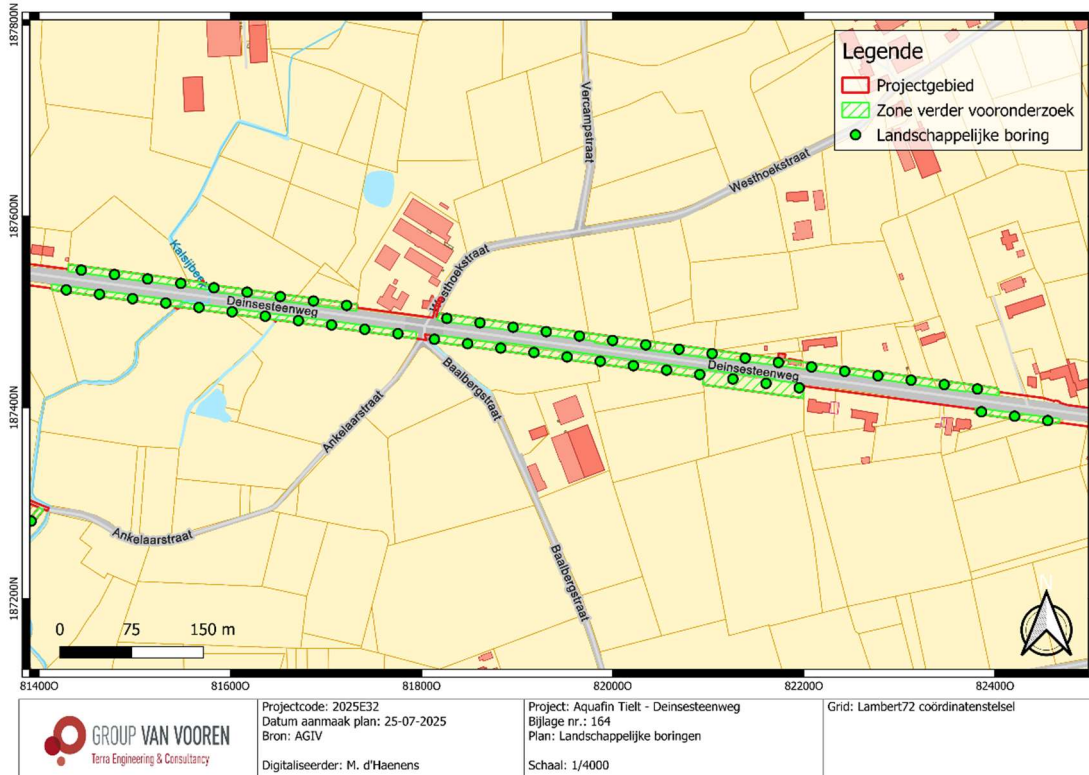 187800N
187600N
187400N
187200N
Legende
Projectgebied
Zone verder vooronderzoek
Landschappelijke boring
Vercampstraat
Westhoekstraat
Westhoekstraat
Deinsesteenweg
Deinsesteenweg
Baalbergstraat
Baalbergstraat
Ankelaarstraat
Ankelaarstraat
0 75 150 m
N
814000 816000 818000 820000 822000 824000
GROUP VAN VOOREN
Terra Engineering & Consultancy
Projectcode: 2025E32
Datum aanmaak plan: 25-07-2025
Bron: AGIV
Digitaliseerder: M. d'Haenens
Project: Aquafin Tielt - Deinsesteenweg
Bijlage nr.: 164
Plan: Landschappelijke boringen
Schaal: 1/4000
Grid: Lambert72 coördinatenstelsel